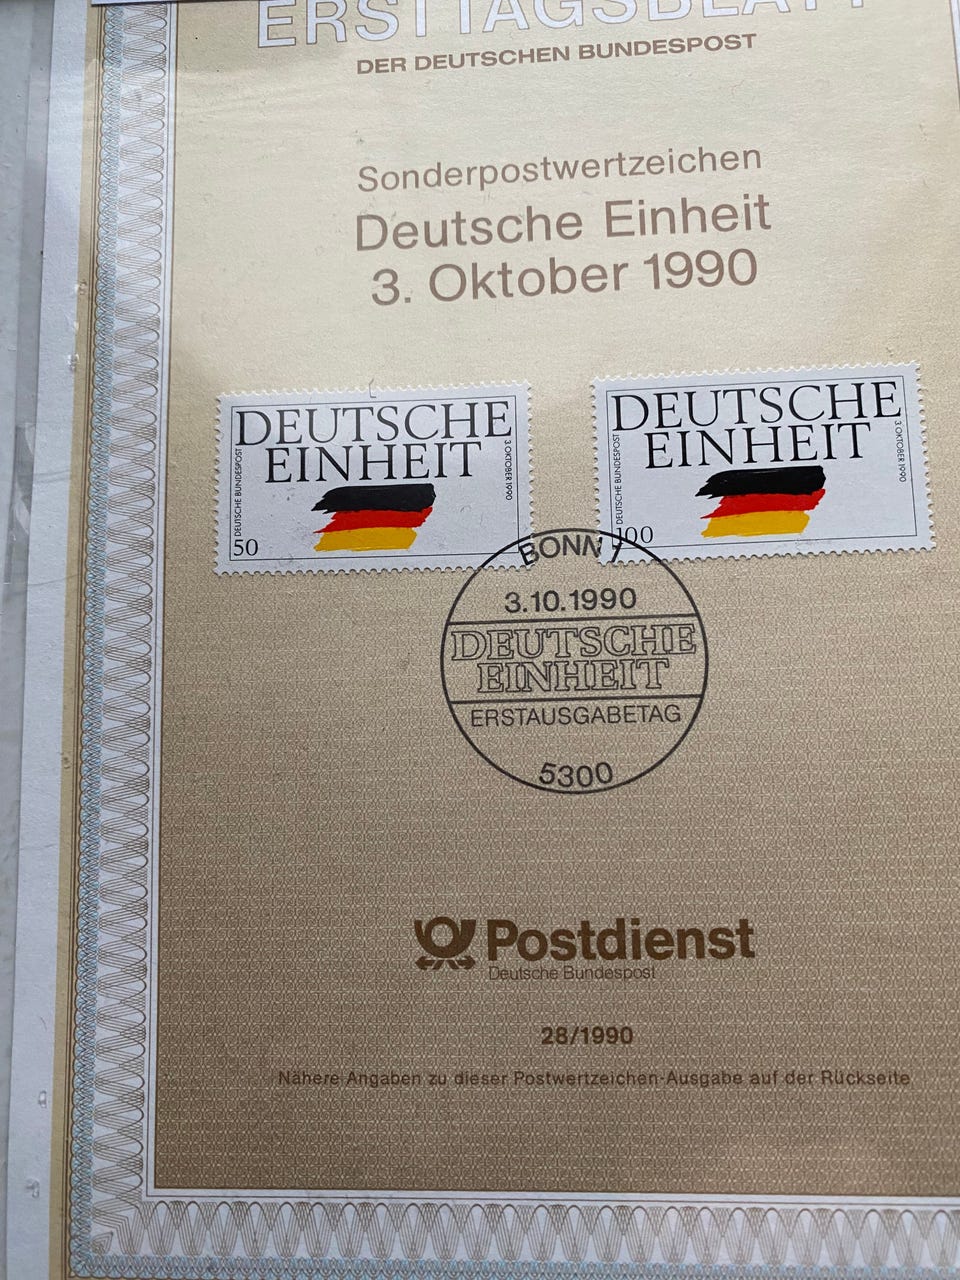 ERSTTAGSBLATT
DER DEUTSCHEN BUNDESPOST
Sonderpostwertzeichen
Deutsche Einheit
3. Oktober 1990
DEUTSCHE
EINHEIT
DEUTSCHE BUNDESPOST
3.OKTOBER 1990
50
DEUTSCHE
EINHEIT
DEUTSCHE BUNDESPOST
3.OKTOBER 1990
100
BONN 1
3.10.1990
DEUTSCHE
EINHEIT
ERSTAUSGABETAG
5300
Postdienst
Deutsche Bundespost
28/1990
Nähere Angaben zu dieser Postwertzeichen-Ausgabe auf der Rückseite